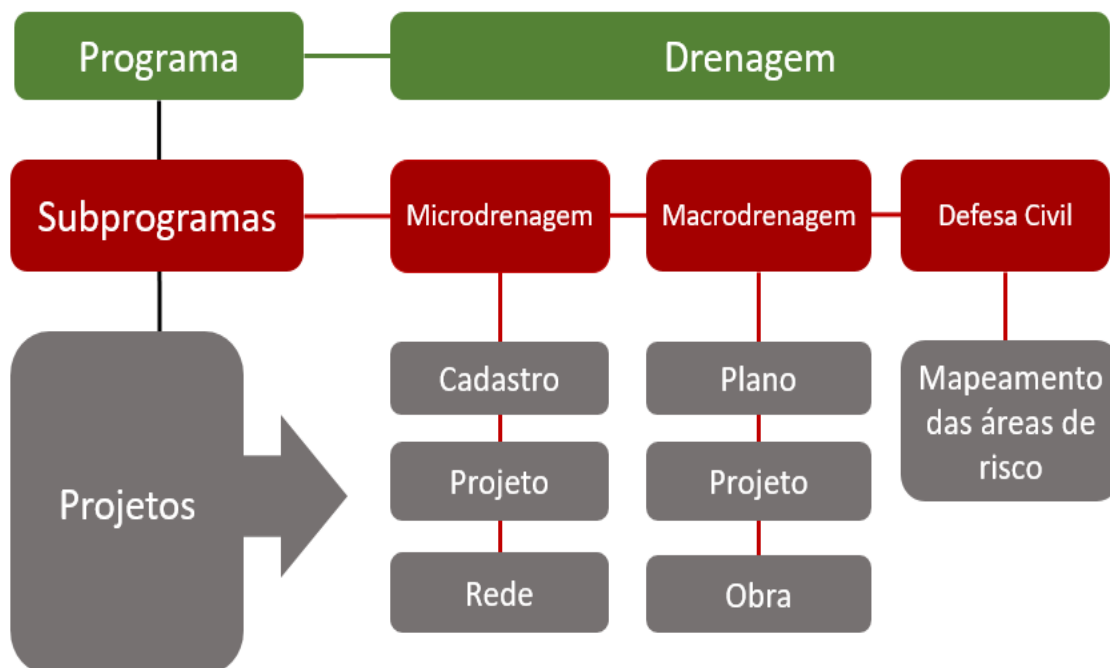 Programa
Drenagem
Subprogramas
Microdrenagem
Macrodrenagem
Defesa Civil
Projetos
Cadastro
Projeto
Rede
Plano
Projeto
Obra
Mapeamento
das áreas de
risco